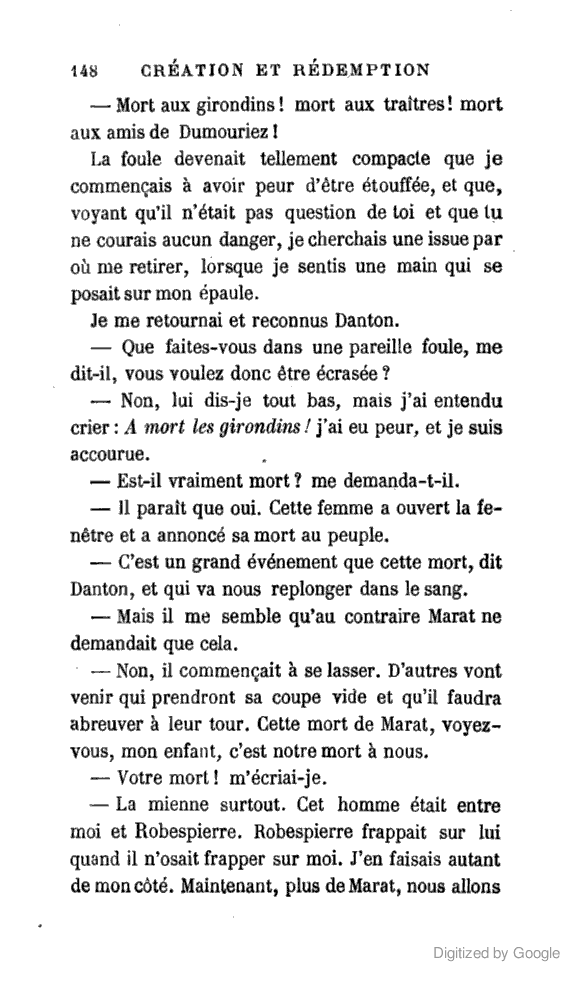 148 CRÉATION ET RÉDEMPTION
— Mort aux girondins! mort aux traîtres! mort
aux amis de Dumouriez!
La foule devenait tellement compacte que je
commençais à avoir peur d'être étouffée, et que,
voyant qu'il n'était pas question de toi et que tu
ne courais aucun danger, je cherchais une issue par
où me retirer, lorsque je sentis une main qui se
posait sur mon épaule.
Je me retournai et reconnus Danton.
— Que faites-vous dans une pareille foule, me
dit-il, vous voulez donc être écrasée?
— Non, lui dis-je tout bas, mais j'ai entendu
crier : A mort les girondins! j'ai eu peur, et je suis
accourue.
— Est-il vraiment mort? me demanda-t-il.
— Il paraît que oui. Cette femme a ouvert la fe-
nêtre et a annoncé sa mort au peuple.
— C'est un grand événement que cette mort, dit
Danton, et qui va nous replonger dans le sang.
— Mais il me semble qu'au contraire Marat ne
demandait que cela.
— Non, il commençait à se lasser. D'autres vont
venir qui prendront sa coupe vide et qu'il faudra
abreuver à leur tour. Cette mort de Marat, voyez-
vous, mon enfant, c'est notre mort à nous.
— Votre mort! m'écriai-je.
— La mienne surtout. Cet homme était entre
moi et Robespierre. Robespierre frappait sur lui
quand il n'osait frapper sur moi. J'en faisais autant
de mon côté. Maintenant, plus de Marat, nous allons
Digitized by Google